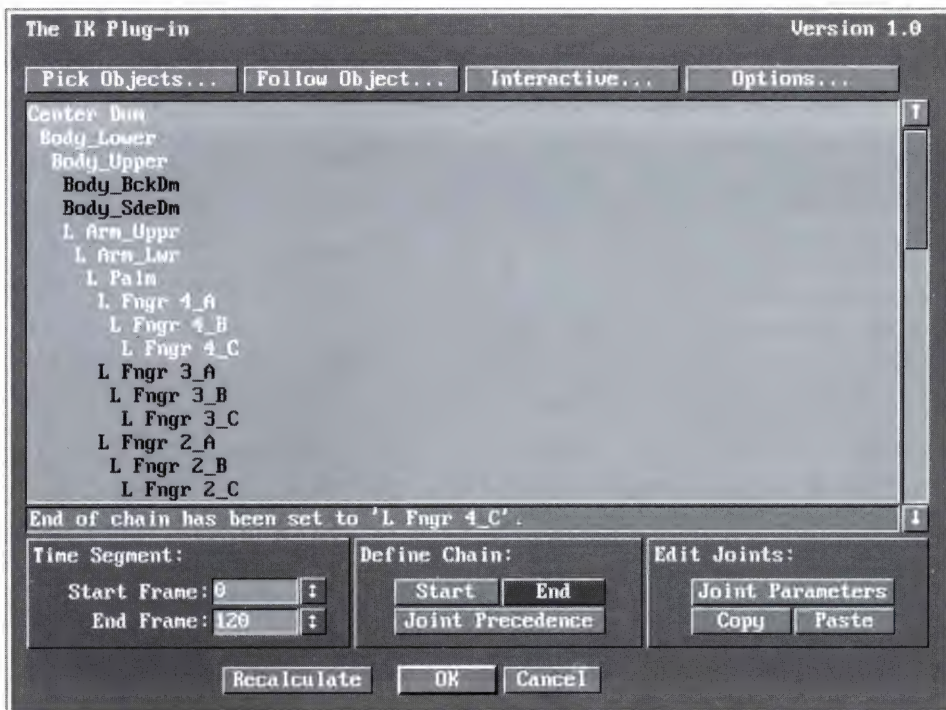 The IK Plug-in Version 1.0
Pick Objects... Follow Object... Interactive... Options...
Center Dum
Body_Lower
Body_Upper
Body_BckDm
Body_SdeDm
L Arm_Uppr
L Arm_Lwr
L Palm
L Fngr 4_A
L Fngr 4_B
L Fngr 4_C
L Fngr 3_A
L Fngr 3_B
L Fngr 3_C
L Fngr 2_A
L Fngr 2_B
L Fngr 2_C
End of chain has been set to 'L Fngr 4_C'.
Time Segment: Define Chain: Edit Joints:
Start Frame: 0 Start End Joint Parameters
End Frame: 120 Joint Precedence Copy Paste
Recalculate OK Cancel